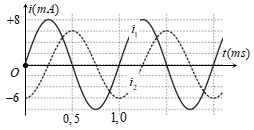 i(mA)
+8
i₁
t(ms)
O
i₂
−6
0,5
1,0